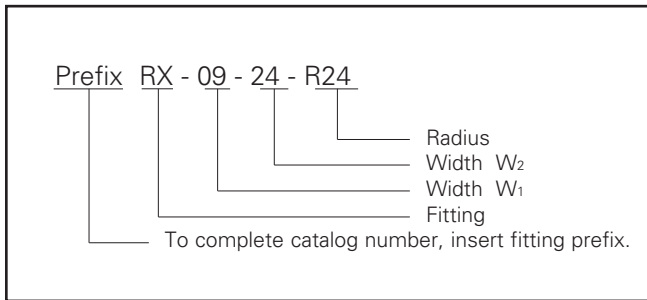 Prefix RX - 09 - 24 - R24
Radius
Width W2
Width W1
Fitting
To complete catalog number, insert fitting prefix.